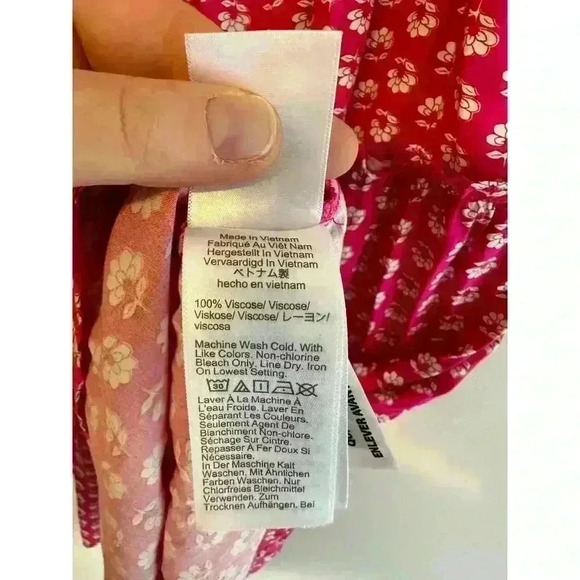 Made In Vietnam
Fabriqué Au Viêt Nam
Hergestellt In Vietnam
Vervaardigd In Vietnam
ベトナム製
hecho en vietnam
100% Viscose/ Viscose/
Viskose/ Viscose/ レーヨン/
viscosa
Machine Wash Cold. With
Like Colors. Non-chlorine
Bleach Only. Line Dry. Iron
On Lowest Setting.
30
Laver À La Machine À
L'eau Froide. Laver En
Séparant Les Couleurs.
Seulement Agent De
Blanchiment Non-chlorine.
Séchage Sur Cintre.
Repasser À Fer Doux Si
Nécessaire.
In Der Maschine Kalt
Waschen, Mit Ähnlichen
Farben Waschen. Nur
Chlorfreies Bleichmittel
Verwenden. Zum
Trocknen Aufhängen. Bei
ENLEVER AVANT